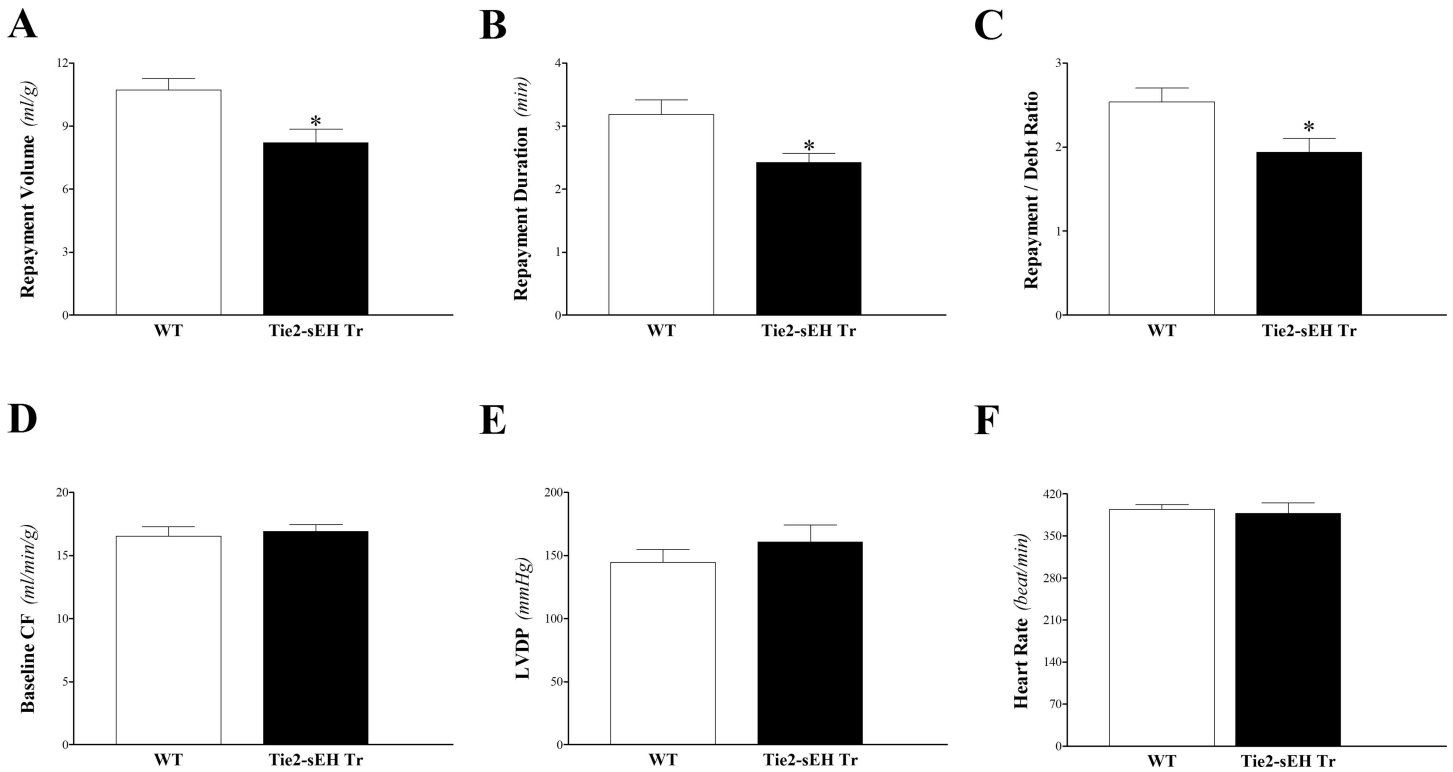 A
Repayment Volume (ml/g)
12
9
6
3
0
*
WT
Tie2-sEH Tr
B
Repayment Duration (min)
4
3
2
1
0
*
WT
Tie2-sEH Tr
C
Repayment / Debt Ratio
3
2
1
0
*
WT
Tie2-sEH Tr
D
Baseline CF (ml/min/g)
20
15
10
5
0
WT
Tie2-sEH Tr
E
LVDP (mmHg)
200
150
100
50
0
WT
Tie2-sEH Tr
F
Heart Rate (beat/min)
420
350
280
210
140
70
0
WT
Tie2-sEH Tr